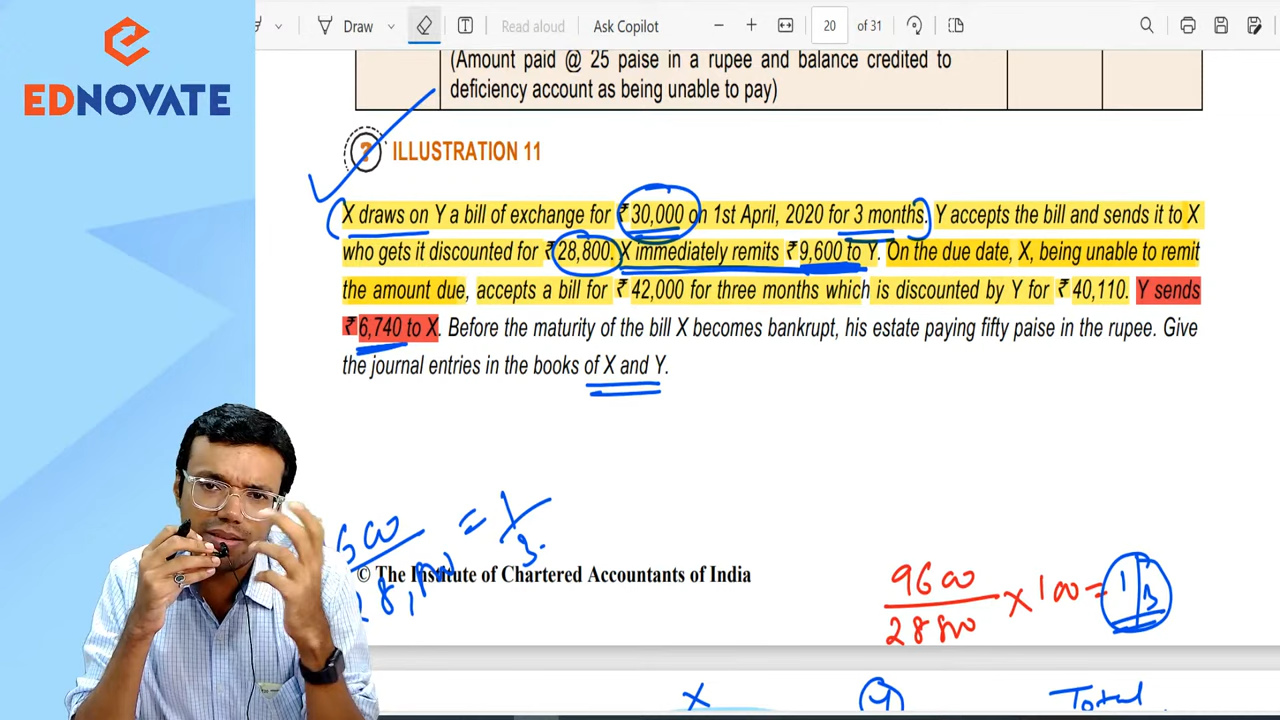 EDNOVATE
Draw
Read aloud
Ask Copilot
20
of 31
(Amount paid @ 25 paise in a rupee and balance credited to
deficiency account as being unable to pay)
? ILLUSTRATION 11
X draws on Y a bill of exchange for ₹ 30,000 on 1st April, 2020 for 3 months. Y accepts the bill and sends it to X
who gets it discounted for ₹ 28,800. X immediately remits ₹ 9,600 to Y. On the due date, X, being unable to remit
the amount due, accepts a bill for ₹ 42,000 for three months which is discounted by Y for ₹ 40,110. Y sends
₹ 6,740 to X. Before the maturity of the bill X becomes bankrupt, his estate paying fifty paise in the rupee. Give
the journal entries in the books of X and Y.
= 1/3
© The Institute of Chartered Accountants of India
9600/28800 × 100 = 1/3
X Y Total